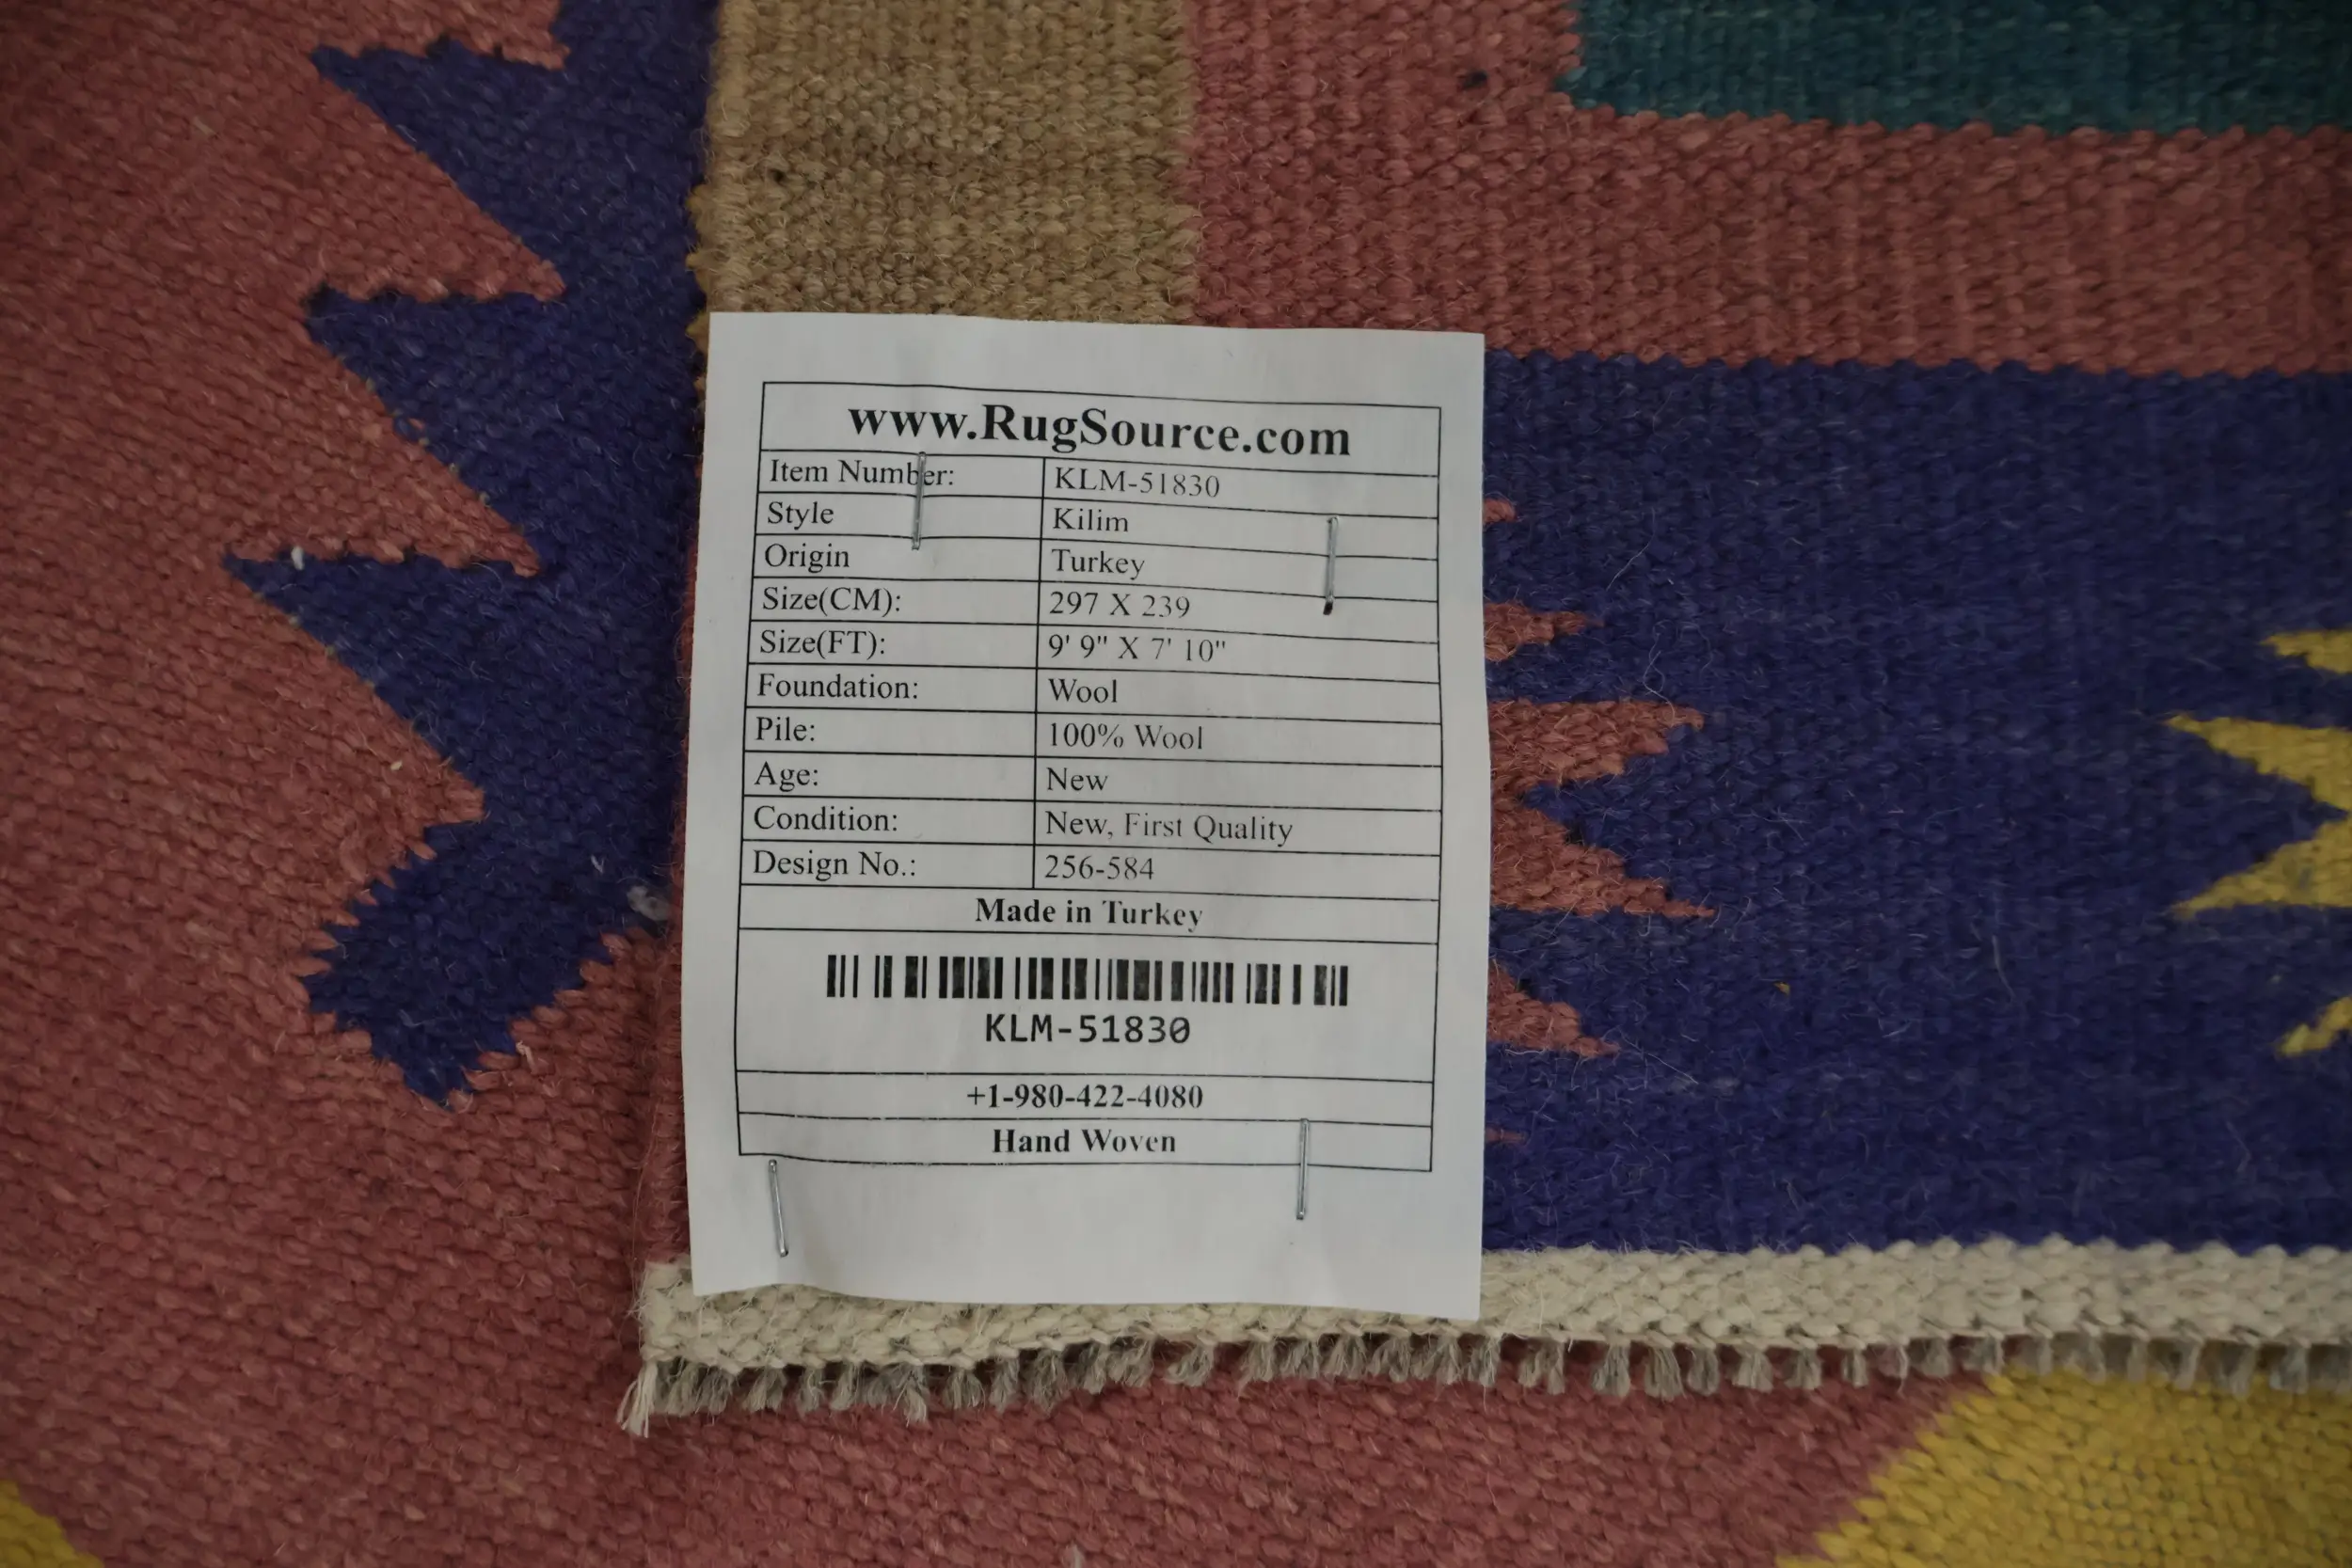 www.RugSource.com
Item Number: KLM-51830
Style Kilim
Origin Turkey
Size(CM): 297 X 239
Size(FT): 9' 9" X 7' 10"
Foundation: Wool
Pile: 100% Wool
Age: New
Condition: New, First Quality
Design No.: 256-584
Made in Turkey
KLM-51830
+1-980-422-4080
Hand Woven